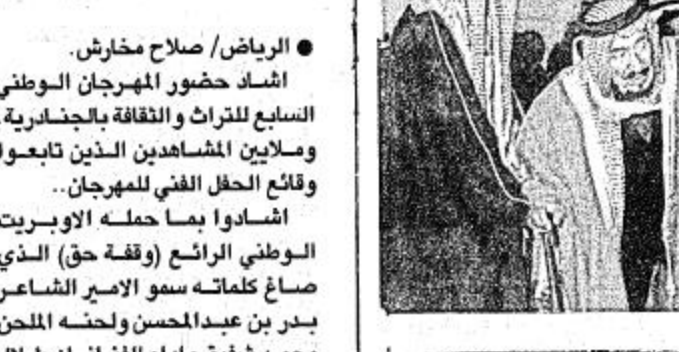 ● الرياض/ صلاح مخارش.
اشاد حضور المهرجان الوطني
السابع للتراث والثقافة بالجنادرية
وملايين المشاهدين الذين تابعوا
وقائع الحفل الفني للمهرجان..
اشادوا بما حمله الاوبريت
الوطني الرائع (وقفة حق) الذي
صاغ كلماته سمو الامير الشاعر
بدر بن عبدالمحسن ولحنه الملحن